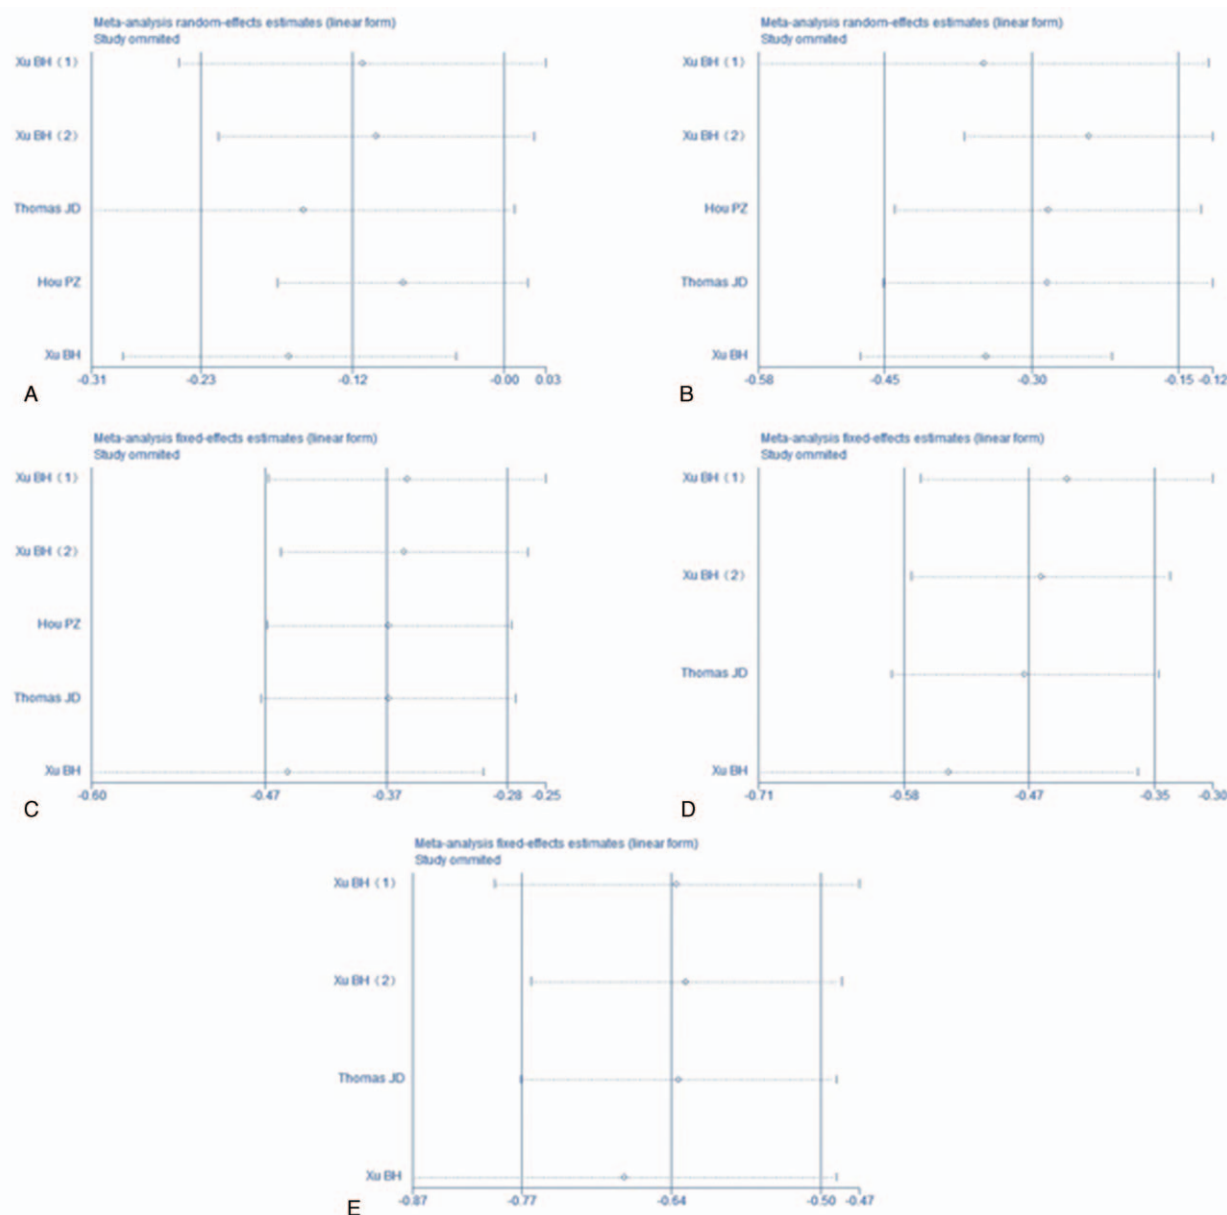 Meta-analysis random-effects estimates (linear form)
Study ommited
Xu BH (1)
Xu BH (2)
Thomas JD
Hou PZ
Xu BH
-0.31 -0.23 -0.12 -0.00 0.03
A
Meta-analysis random-effects estimates (linear form)
Study ommited
Xu BH (1)
Xu BH (2)
Hou PZ
Thomas JD
Xu BH
-0.58 -0.45 -0.30 -0.15 -0.12
B
Meta-analysis fixed-effects estimates (linear form)
Study ommited
Xu BH (1)
Xu BH (2)
Hou PZ
Thomas JD
Xu BH
-0.60 -0.47 -0.37 -0.28 -0.25
C
Meta-analysis fixed-effects estimates (linear form)
Study ommited
Xu BH (1)
Xu BH (2)
Thomas JD
Xu BH
-0.71 -0.58 -0.47 -0.35 -0.30
D
Meta-analysis fixed-effects estimates (linear form)
Study ommited
Xu BH (1)
Xu BH (2)
Thomas JD
Xu BH
-0.87 -0.77 -0.64 -0.50 -0.47
E